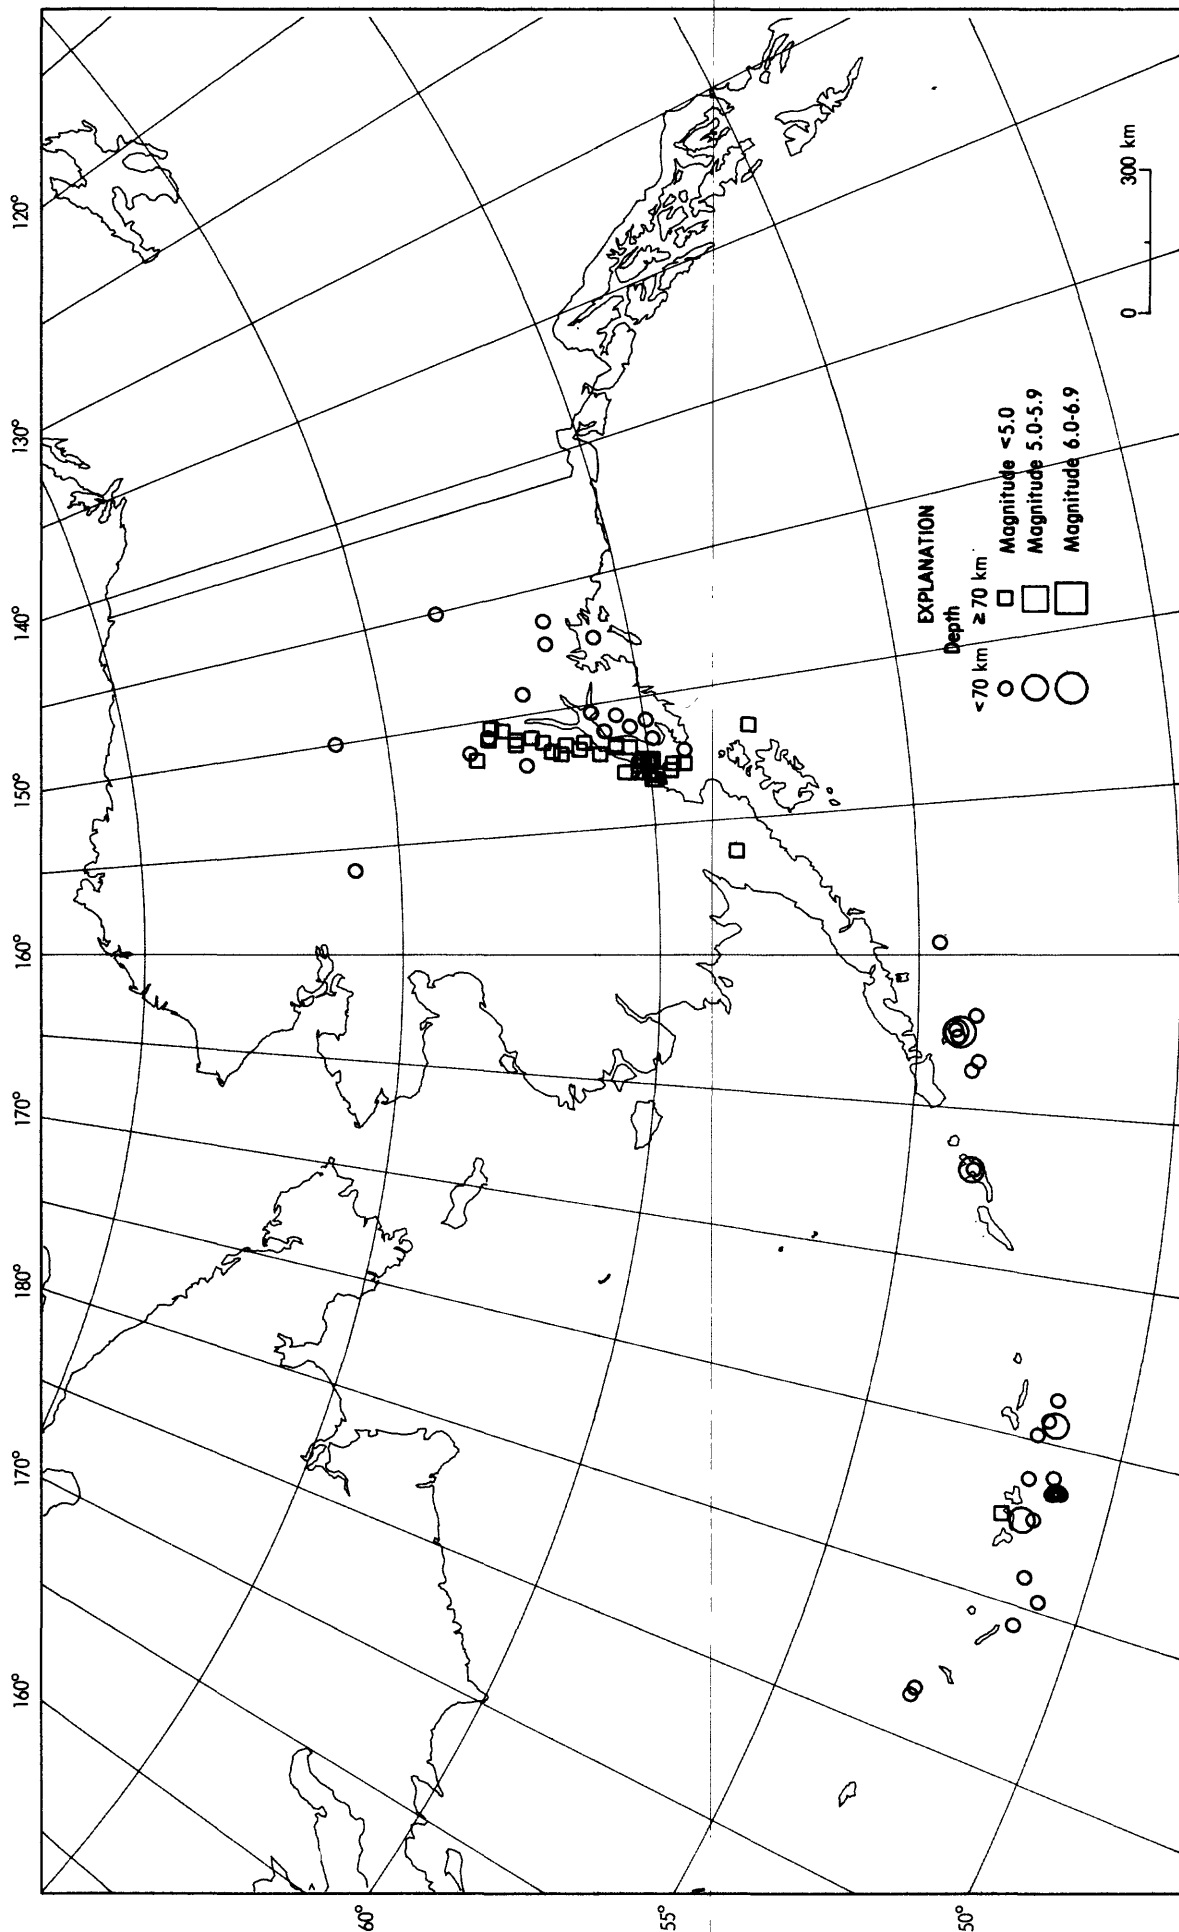 160° 170° 180° 170° 160° 150° 140° 130° 120°
60°
55°
50°
EXPLANATION
Depth
<70 km ≥ 70 km
Magnitude <5.0
Magnitude 5.0-5.9
Magnitude 6.0-6.9
0 300 km